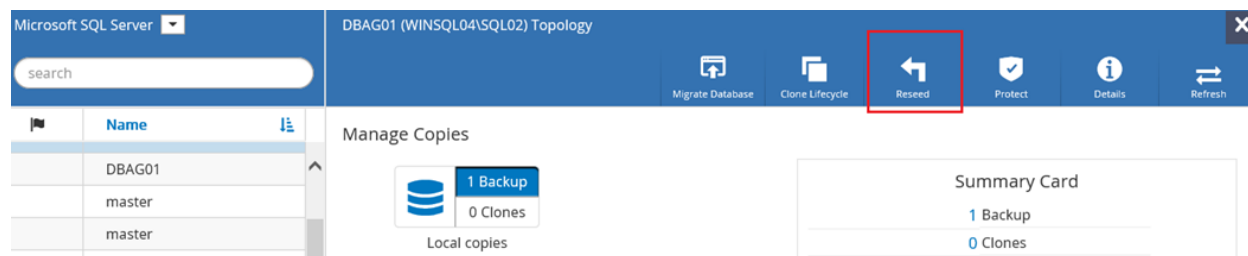 Microsoft SQL Server
DBAG01 (WINSQL04\SQL02) Topology
X
search
Migrate Database
Clone Lifecycle
Reseed
Protect
Details
Refresh
Name
Manage Copies
DBAG01
master
master
1 Backup
0 Clones
Local copies
Summary Card
1 Backup
0 Clones